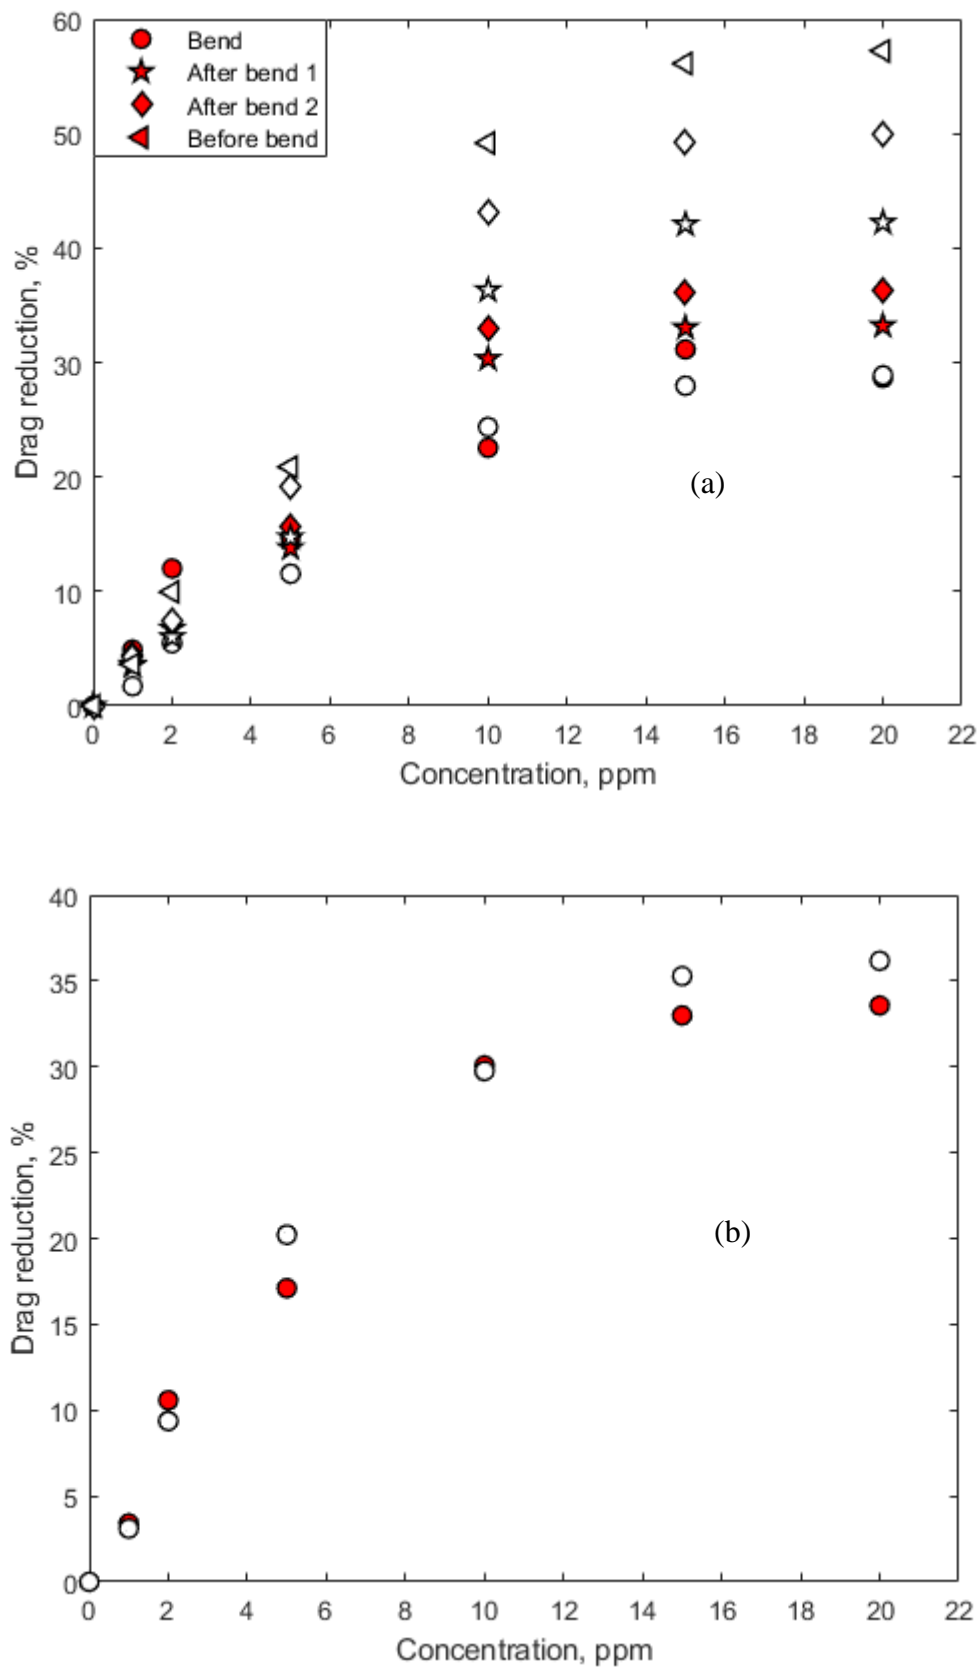 60
Bend
After bend 1
After bend 2
Before bend
50
40
30
20
10
0
Drag reduction, %
(a)
0 2 4 6 8 10 12 14 16 18 20 22
Concentration, ppm
40
35
30
25
20
15
10
5
0
Drag reduction, %
(b)
0 2 4 6 8 10 12 14 16 18 20 22
Concentration, ppm